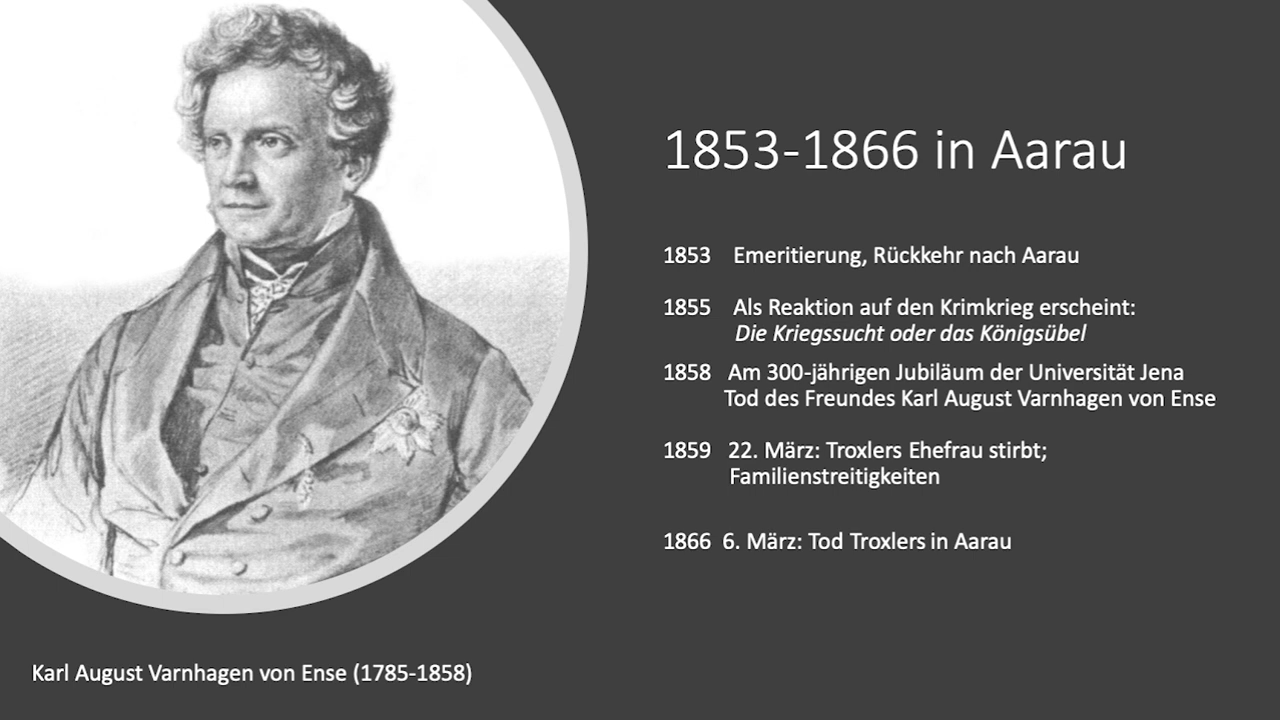 1853-1866 in Aarau
1853 Emeritierung, Rückkehr nach Aarau
1855 Als Reaktion auf den Krimkrieg erscheint:
Die Kriegssucht oder das Königsübel
1858 Am 300-jährigen Jubiläum der Universität Jena
Tod des Freundes Karl August Varnhagen von Ense
1859 22. März: Troxlers Ehefrau stirbt;
Familienstreitigkeiten
1866 6. März: Tod Troxlers in Aarau
Karl August Varnhagen von Ense (1785-1858)